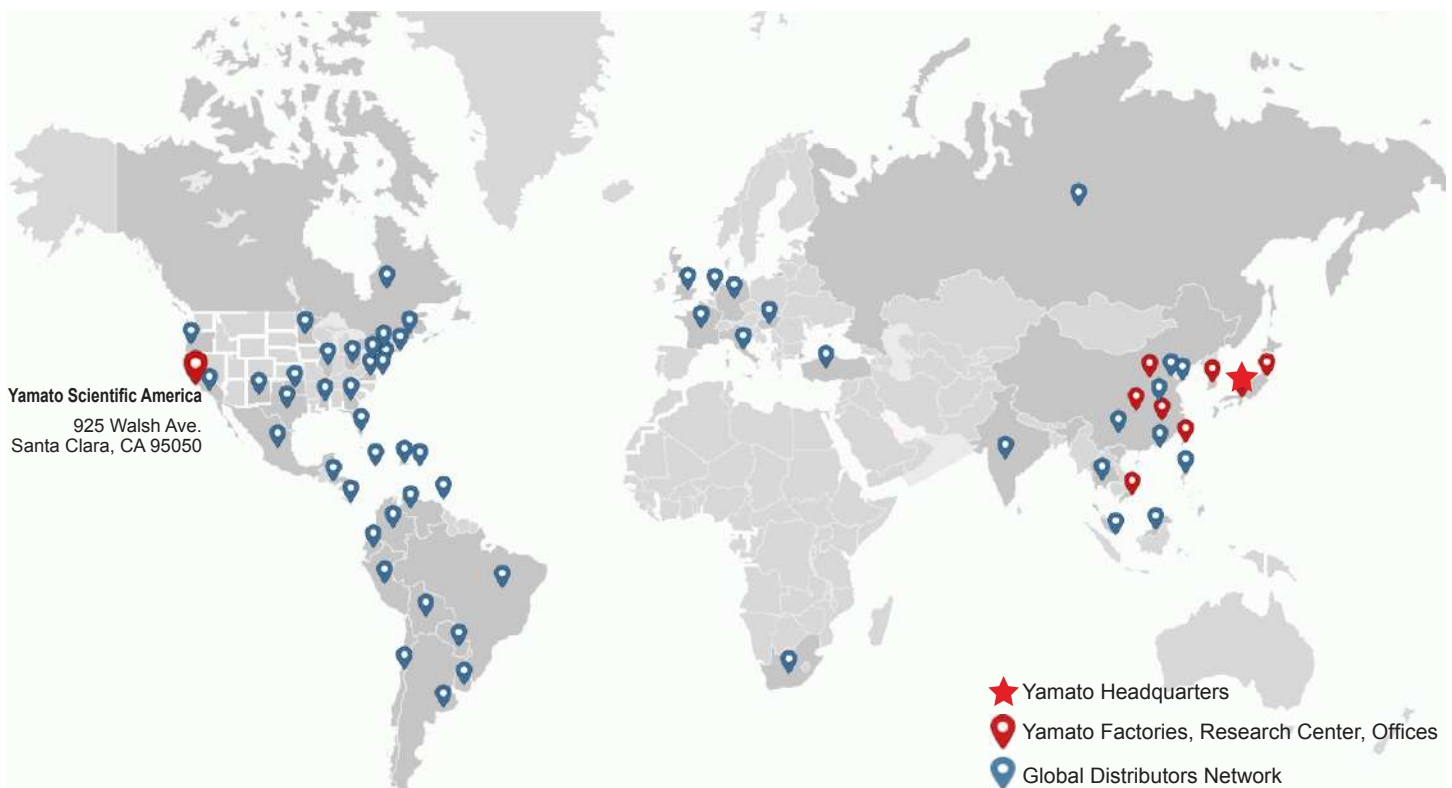 Yamato Scientific America
925 Walsh Ave.
Santa Clara, CA 95050
Yamato Headquarters
Yamato Factories, Research Center, Offices
Global Distributors Network